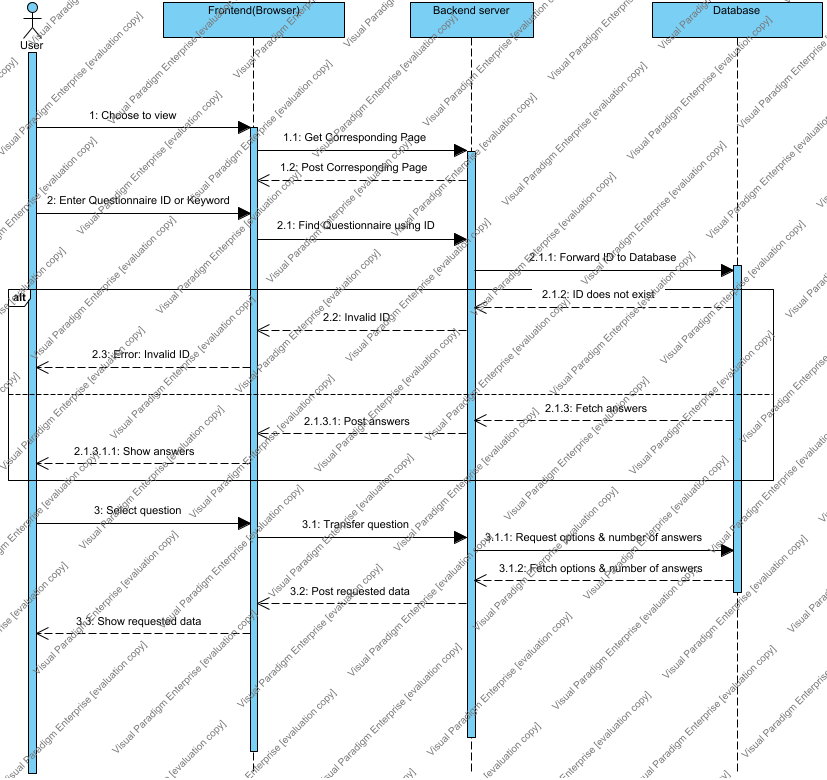 Frontend(Browser)
Backend server
Database
User
1: Choose to view
1.1: Get Corresponding Page
1.2: Post Corresponding Page
2: Enter Questionnaire ID or Keyword
2.1: Find Questionnaire using ID
2.1.1: Forward ID to Database
alt
2.1.2: ID does not exist
2.2: Invalid ID
2.3: Error: Invalid ID
2.1.3: Fetch answers
2.1.3.1: Post answers
2.1.3.1.1: Show answers
3: Select question
3.1: Transfer question
3.1.1: Request options & number of answers
3.1.2: Fetch options & number of answers
3.2: Post requested data
3.3: Show requested data
Visual Paradigm Enterprise [evaluation copy]